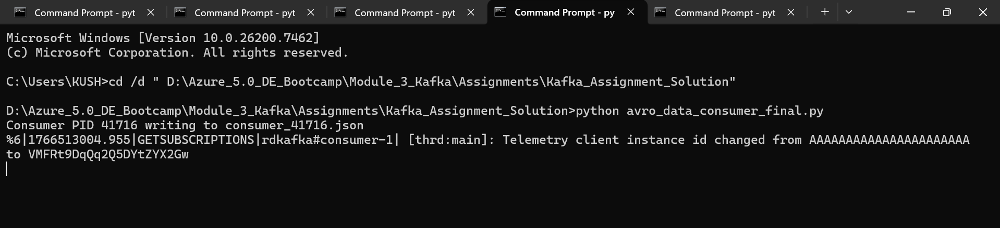 Command Prompt - pyt
Command Prompt - pyt
Command Prompt - pyt
Command Prompt - py
Command Prompt - pyt
Microsoft Windows [Version 10.0.26200.7462]
(c) Microsoft Corporation. All rights reserved.
C:\Users\KUSH>cd /d " D:\Azure_5.0_DE_Bootcamp\Module_3_Kafka\Assignments\Kafka_Assignment_Solution"
D:\Azure_5.0_DE_Bootcamp\Module_3_Kafka\Assignments\Kafka_Assignment_Solution>python avro_data_consumer_final.py
Consumer PID 41716 writing to consumer_41716.json
%6|1766513004.955|GETSUBSCRIPTIONS|rdkafka#consumer-1| [thrd:main]: Telemetry client instance id changed from AAAAAAAAAAAAAAAAAAAAAA
to VMFRt9DqQq2Q5DYtZYX2Gw